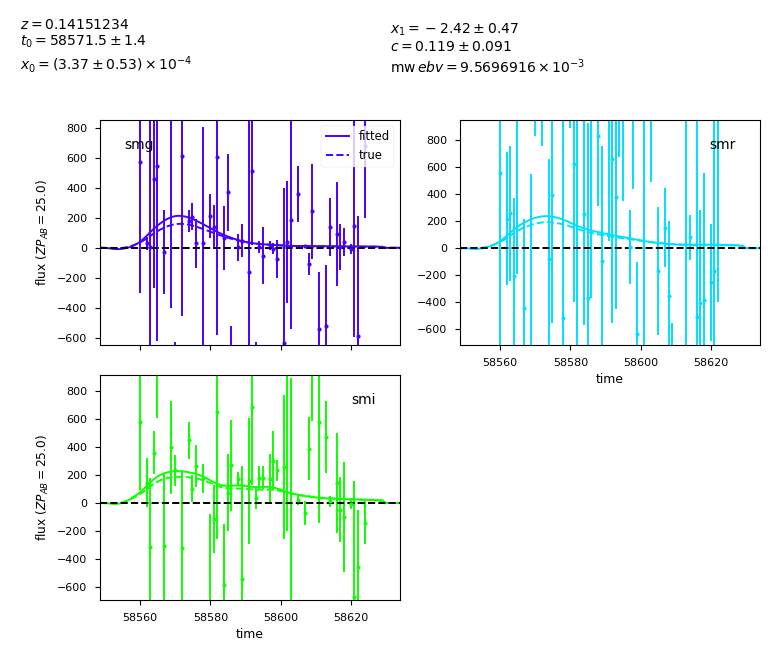 z = 0.14151234
t₀ = 58571.5 ± 1.4
x₀ = (3.37 ± 0.53) × 10⁻⁴
x₁ = −2.42 ± 0.47
c = 0.119 ± 0.091
mw ebv = 9.5696916 × 10⁻³
smg
fitted
true
800
600
400
200
0
−200
−400
−600
flux (ZP_AB = 25.0)
smr
800
600
400
200
0
−200
−400
−600
58560
58580
58600
58620
time
smi
800
600
400
200
0
−200
−400
−600
flux (ZP_AB = 25.0)
58560
58580
58600
58620
time